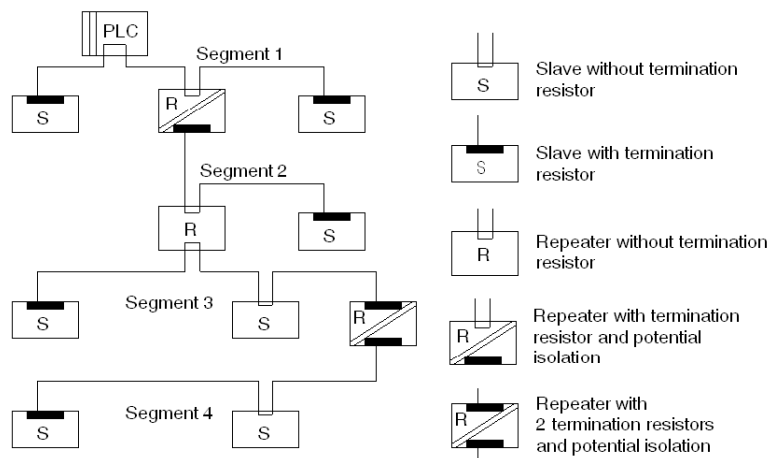 PLC
Segment 1
S
R
S
Segment 2
R
S
Segment 3
S
S
R
Segment 4
S
S
S
Slave without termination
resistor
S
Slave with termination
resistor
R
Repeater without termination
resistor
R
Repeater with termination
resistor and potential
isolation
R
Repeater with
2 termination resistors
and potential isolation